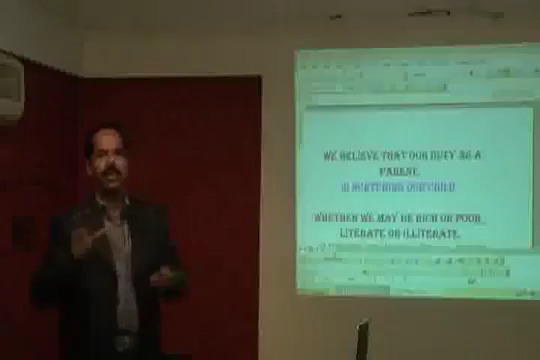 WE BELIEVE THAT OUR DUTY AS A
PARENT
IS NURTURING OUR CHILD
WHETHER WE MAY BE RICH OR POOR
LITERATE OR ILLITERATE.